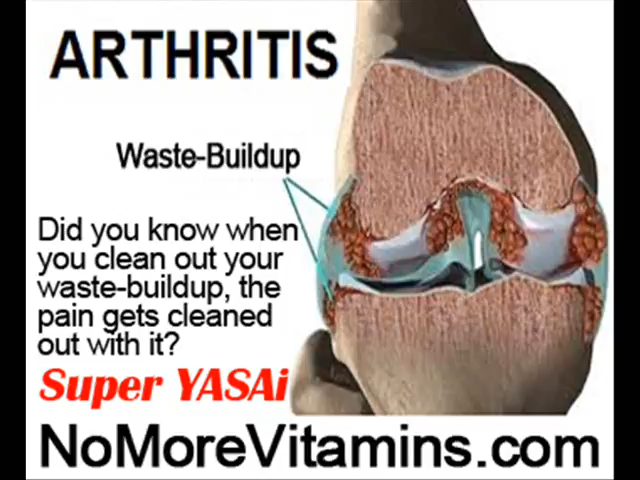 ARTHRITIS
Waste-Buildup
Did you know when
you clean out your
waste-buildup, the
pain gets cleaned
out with it?
Super YASAi
NoMoreVitamins.com